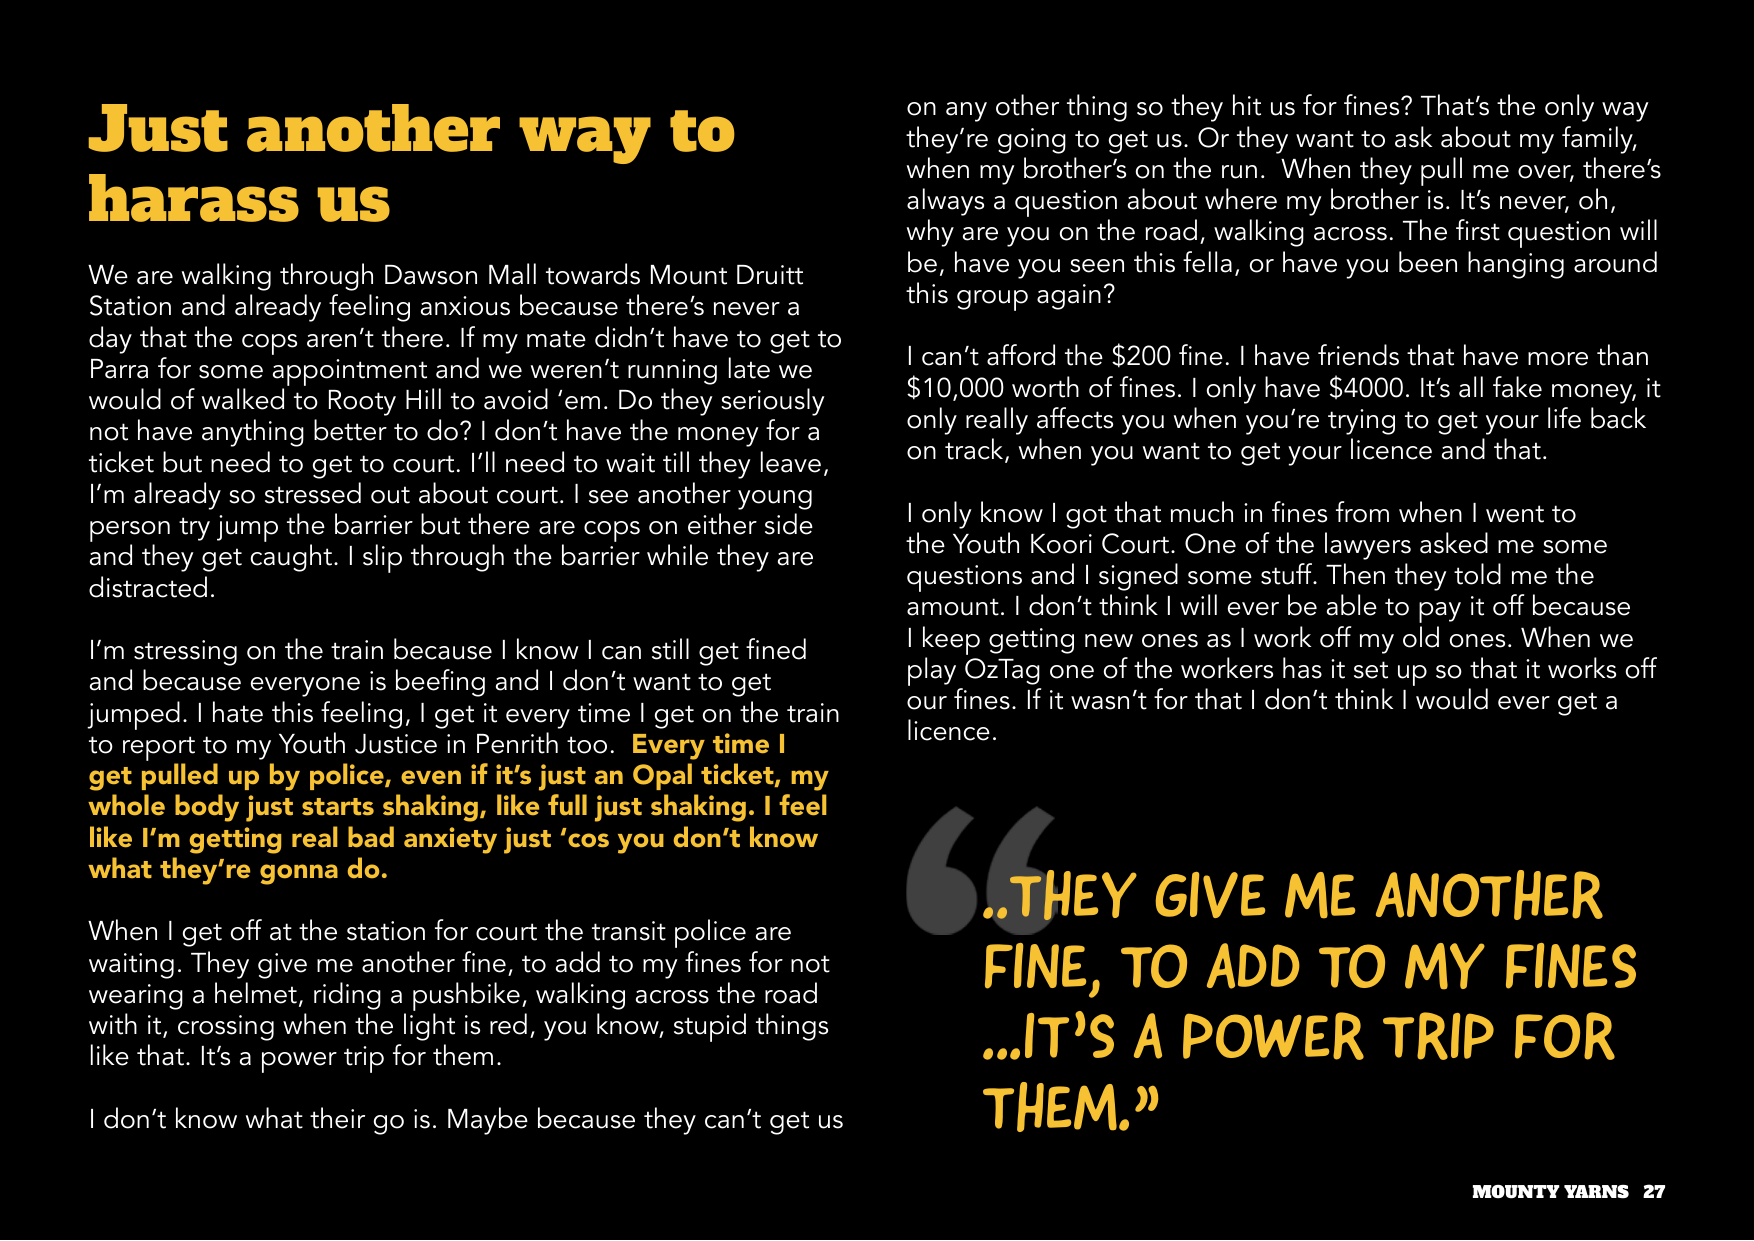 Just another way to
harass us
We are walking through Dawson Mall towards Mount Druitt
Station and already feeling anxious because there’s never a
day that the cops aren’t there. If my mate didn’t have to get to
Parra for some appointment and we weren’t running late we
would of walked to Rooty Hill to avoid ‘em. Do they seriously
not have anything better to do? I don’t have the money for a
ticket but need to get to court. I’ll need to wait till they leave,
I’m already so stressed out about court. I see another young
person try jump the barrier but there are cops on either side
and they get caught. I slip through the barrier while they are
distracted.
I’m stressing on the train because I know I can still get fined
and because everyone is beefing and I don’t want to get
jumped. I hate this feeling, I get it every time I get on the train
to report to my Youth Justice in Penrith too.  Every time I
get pulled up by police, even if it’s just an Opal ticket, my
whole body just starts shaking, like full just shaking. I feel
like I’m getting real bad anxiety just ‘cos you don’t know
what they’re gonna do.
When I get off at the station for court the transit police are
waiting. They give me another fine, to add to my fines for not
wearing a helmet, riding a pushbike, walking across the road
with it, crossing when the light is red, you know, stupid things
like that. It’s a power trip for them.
I don’t know what their go is. Maybe because they can’t get us
on any other thing so they hit us for fines? That’s the only way
they’re going to get us. Or they want to ask about my family,
when my brother’s on the run.  When they pull me over, there’s
always a question about where my brother is. It’s never, oh,
why are you on the road, walking across. The first question will
be, have you seen this fella, or have you been hanging around
this group again?
I can’t afford the $200 fine. I have friends that have more than
$10,000 worth of fines. I only have $4000. It’s all fake money, it
only really affects you when you’re trying to get your life back
on track, when you want to get your licence and that.
I only know I got that much in fines from when I went to
the Youth Koori Court. One of the lawyers asked me some
questions and I signed some stuff. Then they told me the
amount. I don’t think I will ever be able to pay it off because
I keep getting new ones as I work off my old ones. When we
play OzTag one of the workers has it set up so that it works off
our fines. If it wasn’t for that I don’t think I would ever get a
licence.
“..THEY GIVE ME ANOTHER
FINE, TO ADD TO MY FINES
...IT’S A POWER TRIP FOR
THEM.”
MOUNTY YARNS 27